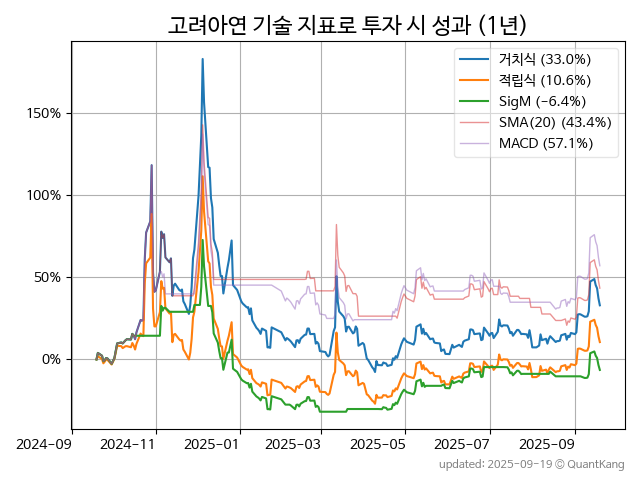 고려아연 기술 지표로 투자 시 성과 (1년)
거치식 (33.0%)
적립식 (10.6%)
SigM (-6.4%)
SMA(20) (43.4%)
MACD (57.1%)
150%
100%
50%
0%
2024-09 2024-11 2025-01 2025-03 2025-05 2025-07 2025-09
updated: 2025-09-19 © QuantKang